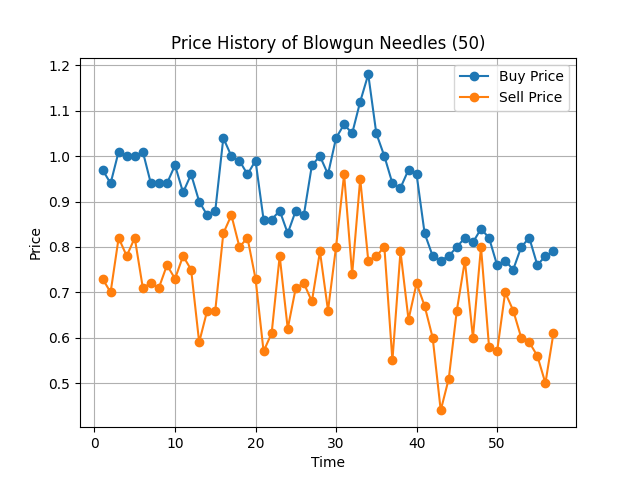 Price History of Blowgun Needles (50)
1.2
1.1
1.0
0.9
0.8
0.7
0.6
0.5
Price
Buy Price
Sell Price
0 10 20 30 40 50
Time